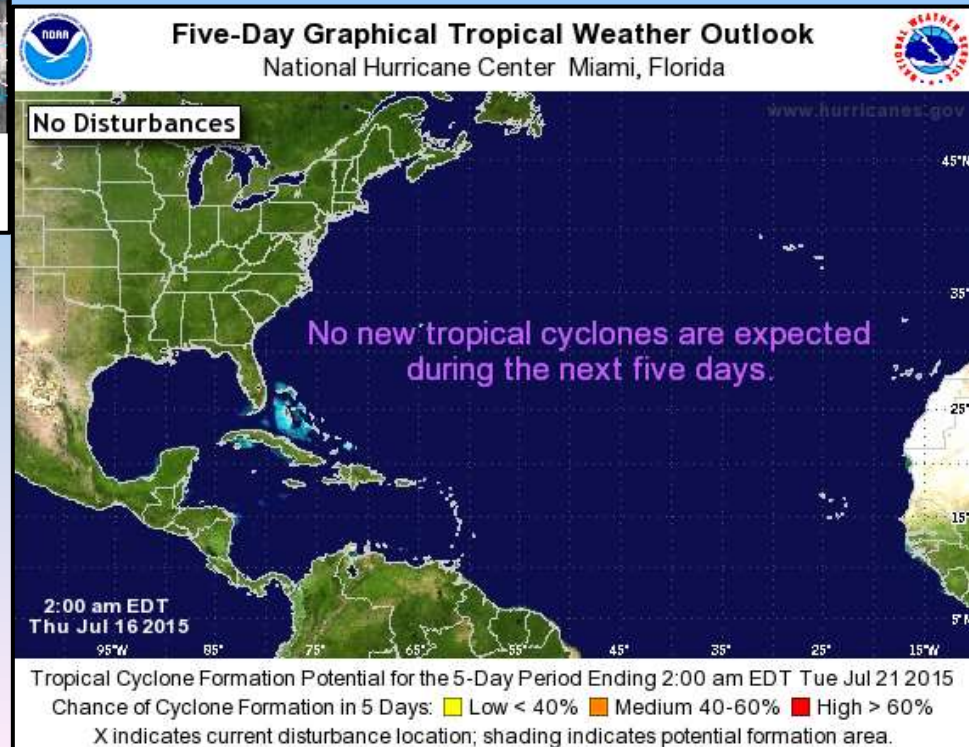 NOAA
Five-Day Graphical Tropical Weather Outlook
National Hurricane Center Miami, Florida
NATIONAL WEATHER SERVICE
No Disturbances
www.hurricanes.gov
45°N
35°
No new tropical cyclones are expected
during the next five days.
25°
15°
2:00 am EDT
Thu Jul 16 2015
5°N
95°W 85° 75° 65° 55° 45° 35° 25° 15°W
Tropical Cyclone Formation Potential for the 5-Day Period Ending 2:00 am EDT Tue Jul 21 2015
Chance of Cyclone Formation in 5 Days: Low < 40% Medium 40-60% High > 60%
X indicates current disturbance location; shading indicates potential formation area.